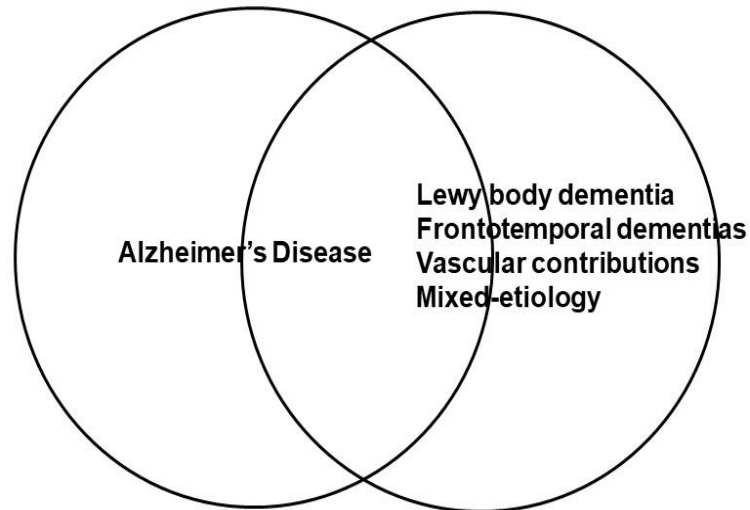 Alzheimer's Disease
Lewy body dementia
Frontotemporal dementias
Vascular contributions
Mixed-etiology